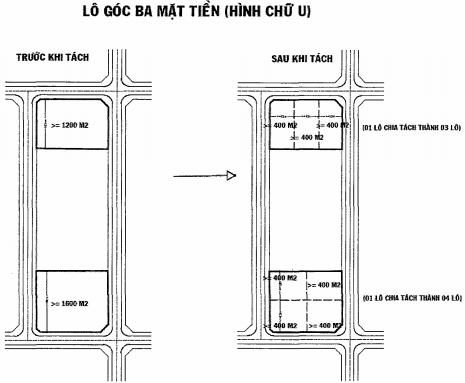 LÔ GÓC BA MẶT TIỀN (HÌNH CHỮ U)
TRƯỚC KHI TÁCH
SAU KHI TÁCH
>= 1200 M2
>= 400 M2
>= 400 M2
>= 400 M2
(01 LÔ CHIA TÁCH THÀNH 03 LÔ)
>= 1600 M2
>= 400 M2
>= 400 M2
>= 400 M2
>= 400 M2
(01 LÔ CHIA TÁCH THÀNH 04 LÔ)